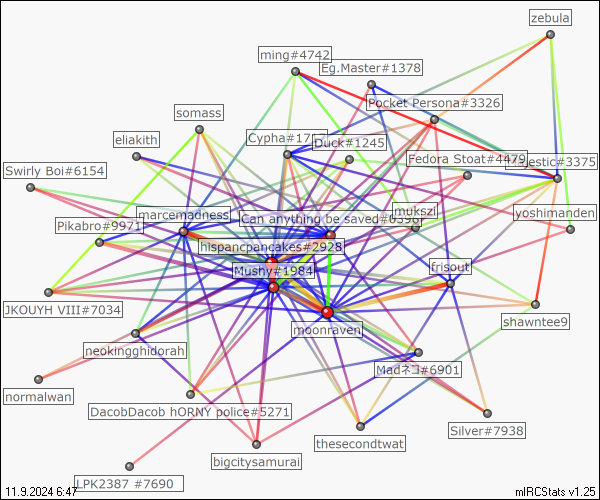 zebula
ming#4742
Eg.Master#1378
Pocket Persona#3326
somass
Cypha#17
Duck#1245
eliakith
Fedora Stoat#4479
estic#3375
Swirly Boi#6154
marcemadness
Can anything be saved#0396
mukszi
yoshimanden
Pikabro#9971
hispancpancakes#2928
Mushy#1984
frisout
JKOUYH VIII#7034
moonraven
shawntee9
neokingghidorah
Madネコ#6901
normalwan
DacobDacob hORNY police#5271
Silver#7938
thesecondtwat
bigcitysamurai
LPK2387 #7690
11.9.2024 6:47
mIRCStats v1.25